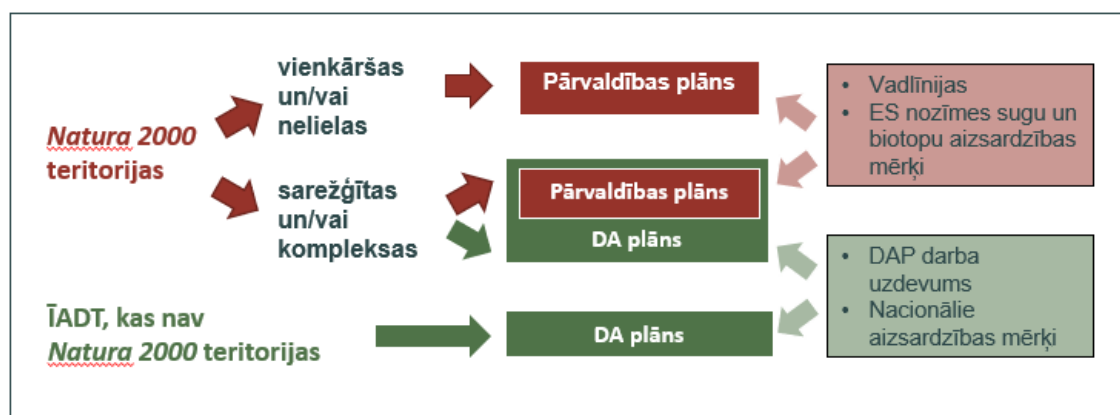 Natura 2000
teritorijas
vienkāršas
un/vai
nelielas
Pārvaldības plāns
sarežģītas
un/vai
kompleksas
Pārvaldības plāns
DA plāns
• Vadlīnijas
• ES nozīmes sugu un
biotopu aizsardzības
mērķi
ĪADT, kas nav
Natura 2000 teritorijas
DA plāns
• DAP darba
uzdevums
• Nacionālie
aizsardzības mērķi